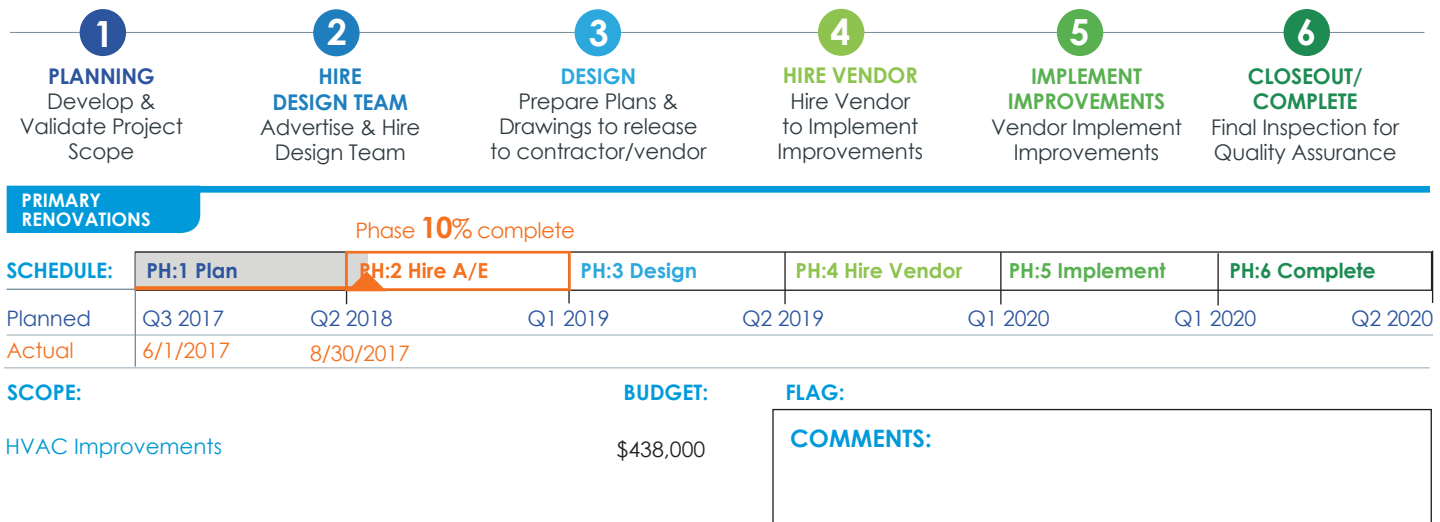 1
PLANNING
Develop &
Validate Project
Scope
2
HIRE
DESIGN TEAM
Advertise & Hire
Design Team
3
DESIGN
Prepare Plans &
Drawings to release
to contractor/vendor
4
HIRE VENDOR
Hire Vendor
to Implement
Improvements
5
IMPLEMENT
IMPROVEMENTS
Vendor Implement
Improvements
6
CLOSEOUT/
COMPLETE
Final Inspection for
Quality Assurance
PRIMARY
RENOVATIONS
Phase 10% complete
SCHEDULE: PH:1 Plan PH:2 Hire A/E PH:3 Design PH:4 Hire Vendor PH:5 Implement PH:6 Complete
Planned Q3 2017 Q2 2018 Q1 2019 Q2 2019 Q1 2020 Q1 2020 Q2 2020
Actual 6/1/2017 8/30/2017
SCOPE: BUDGET: FLAG:
HVAC Improvements $438,000
COMMENTS: